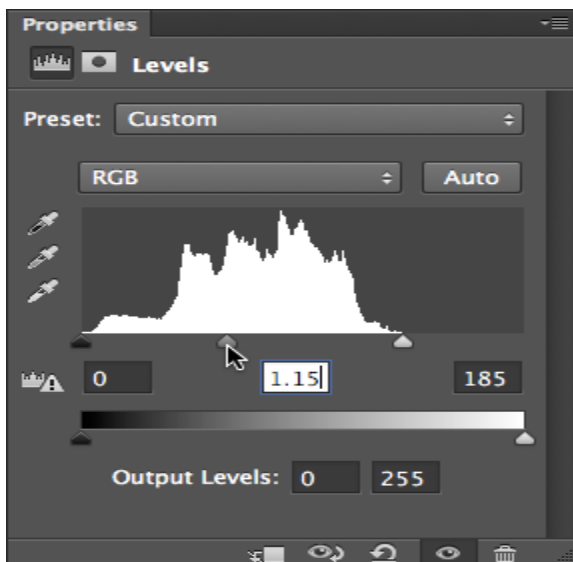 Properties
Levels
Preset: Custom
RGB Auto
0 1.15 185
Output Levels: 0 255